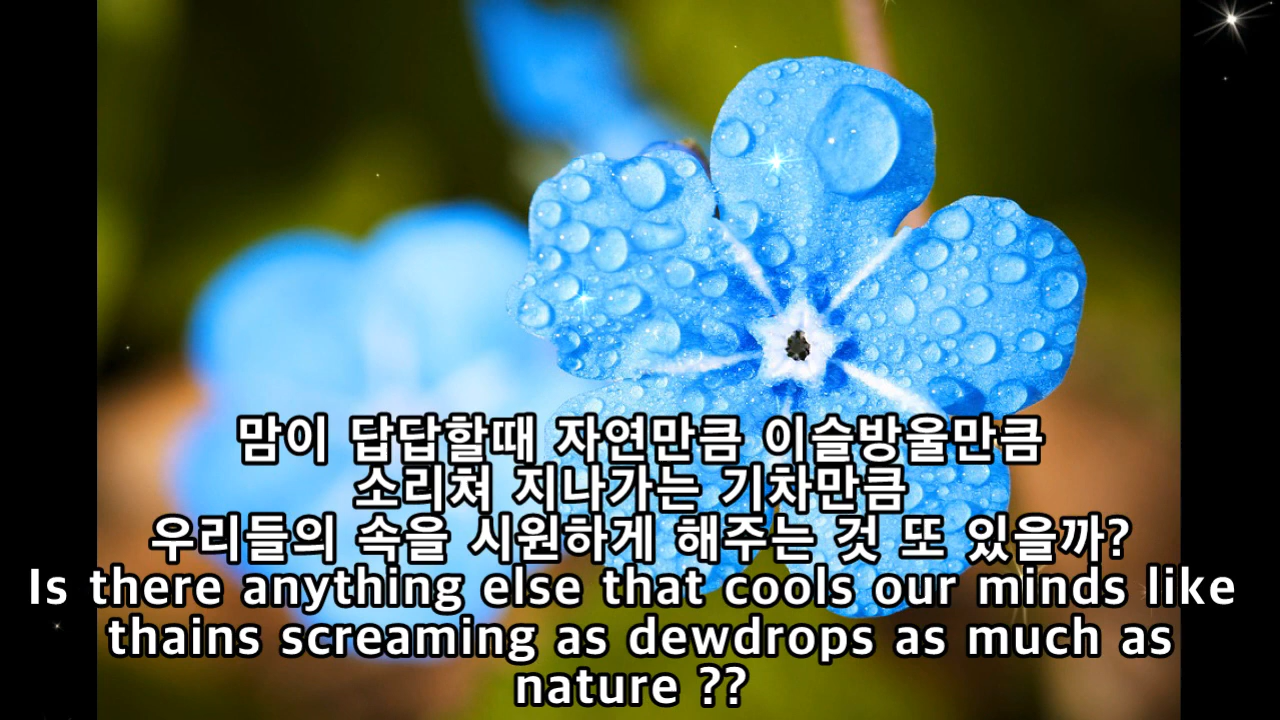 맘이 답답할때 자연만큼 이슬방울만큼
소리쳐 지나가는 기차만큼
우리들의 속을 시원하게 해주는 것 또 있을까?
Is there anything else that cools our minds like
thains screaming as dewdrops as much as
nature ??